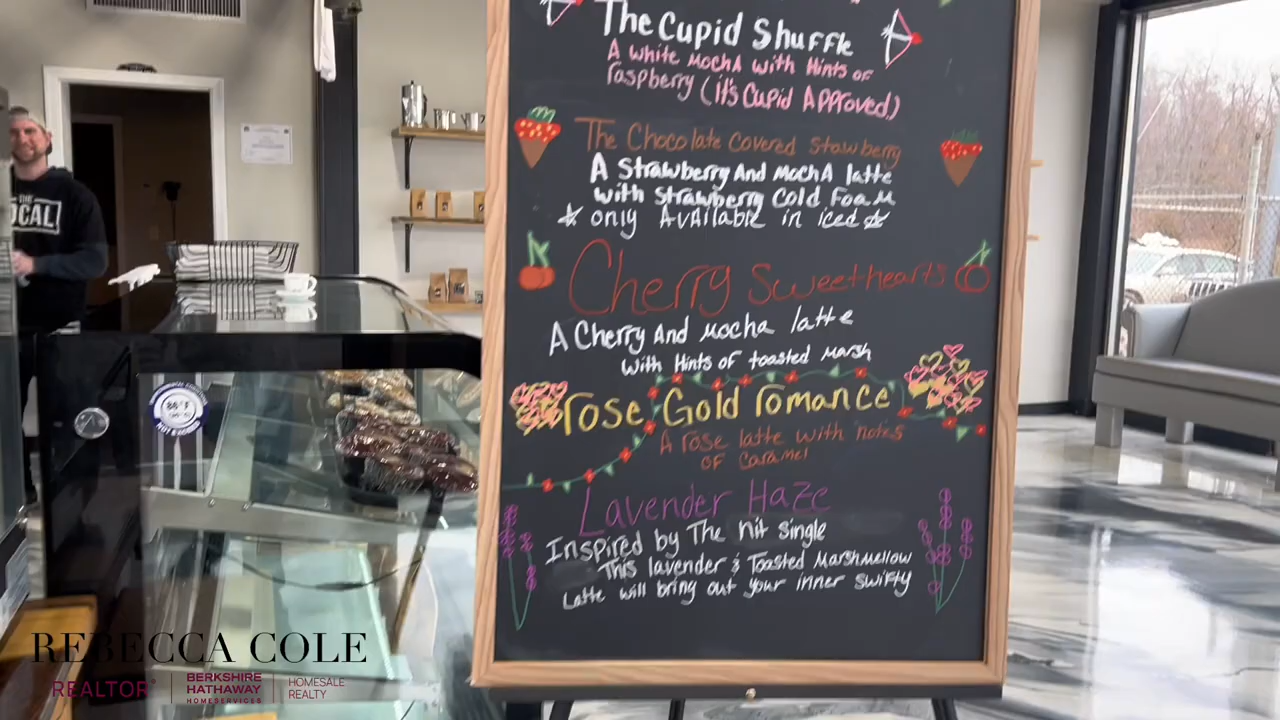 The Cupid Shuffle
A white Mocha with Hints of
raspberry (it's Cupid Approved)
The Chocolate Covered Stawberry
A Strawberry And Mocha latte
with Strawberry Cold Foam
☆ only Available in iced ☆
Cherry Sweethearts
A Cherry And Mocha latte
With Hints of toasted Marsh
rose Gold romance
A rose latte with notes
of Caramel
Lavender Haze
Inspired by The hit Single
This lavender & Toasted Marshmellow
Latte will bring out your inner Swifty
THE
OCAL
REBECCA COLE
REALTOR®
BERKSHIRE
HATHAWAY
HOMESERVICES
HOMESALE
REALTY